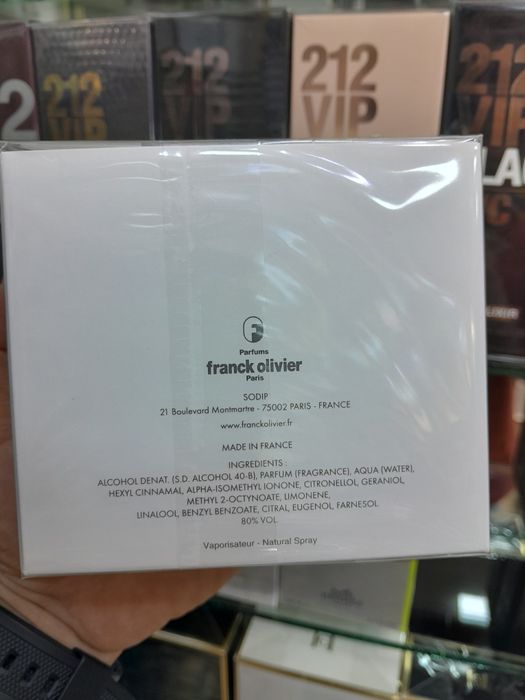 2
212
VIP
212
VIP
212
VIP
212
VIP
F
Parfums
franck olivier
Paris
SODIP
21 Boulevard Montmartre - 75002 PARIS - FRANCE
www.franckolivier.fr
MADE IN FRANCE
INGREDIENTS :
ALCOHOL DENAT. (S.D. ALCOHOL 40-B), PARFUM (FRAGRANCE), AQUA (WATER),
HEXYL CINNAMAL, ALPHA-ISOMETHYL IONONE, CITRONELLOL, GERANIOL,
METHYL 2-OCTYNOATE, LIMONENE,
LINALOOL, BENZYL BENZOATE, CITRAL, EUGENOL, FARNESOL
80% VOL.
Vaporisateur - Natural Spray